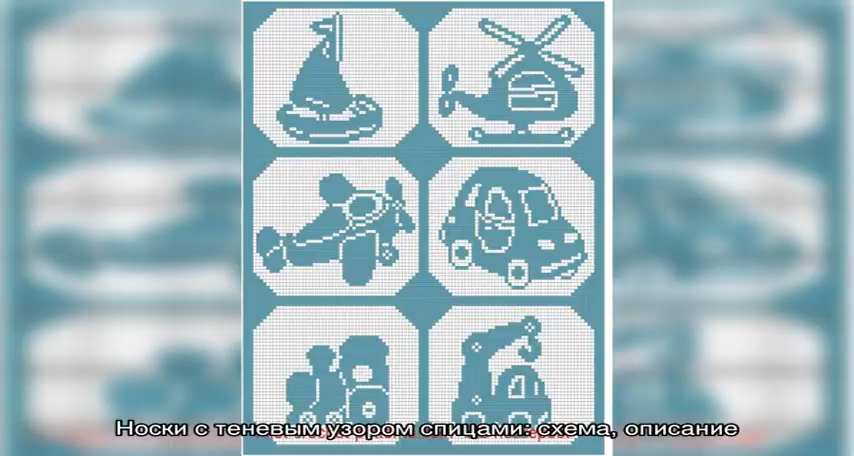 Носки с теневым узором спицами: схема, описание